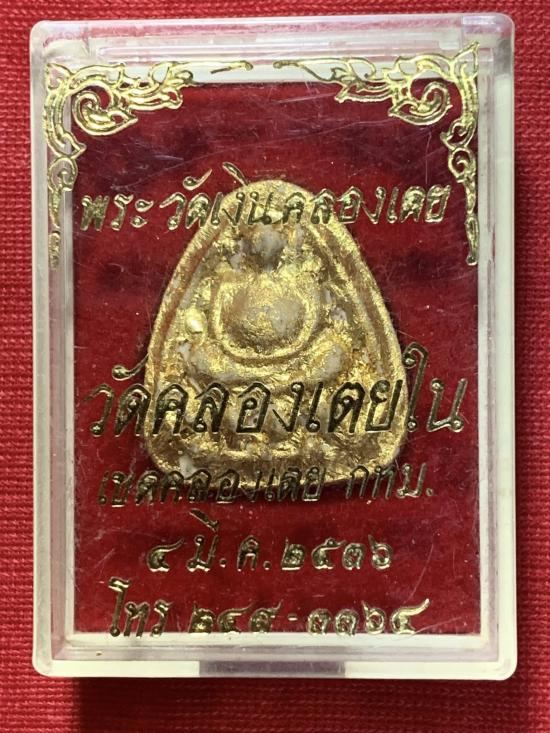 พระวัดเงินคลองเตย
วัดคลองเตยใน
เขตคลองเตย กทม.
๔ มี.ค.๒๕๓๖
โทร ๒๔๙-๓๓๖๔